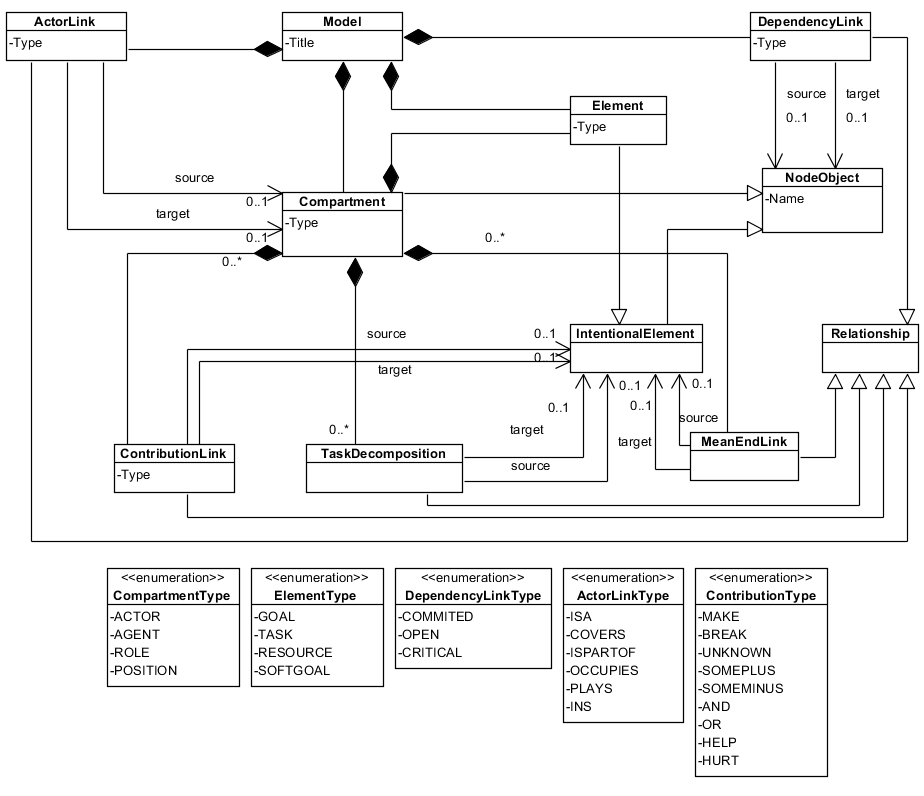 ActorLink
-Type
Model
-Title
DependencyLink
-Type
source
target
0..1
0..1
Element
-Type
NodeObject
-Name
source
0..1
target
0..1
Compartment
-Type
0..*
0..*
source
0..1
target
0..1
IntentionalElement
Relationship
0..1
0..1
0..1
0..1
target
source
target
source
0..*
ContributionLink
-Type
TaskDecomposition
MeanEndLink
<<enumeration>>
CompartmentType
-ACTOR
-AGENT
-ROLE
-POSITION
<<enumeration>>
ElementType
-GOAL
-TASK
-RESOURCE
-SOFTGOAL
<<enumeration>>
DependencyLinkType
-COMMITED
-OPEN
-CRITICAL
<<enumeration>>
ActorLinkType
-ISA
-COVERS
-ISPARTOF
-OCCUPIES
-PLAYS
-INS
<<enumeration>>
ContributionType
-MAKE
-BREAK
-UNKNOWN
-SOMEPLUS
-SOMEMINUS
-AND
-OR
-HELP
-HURT